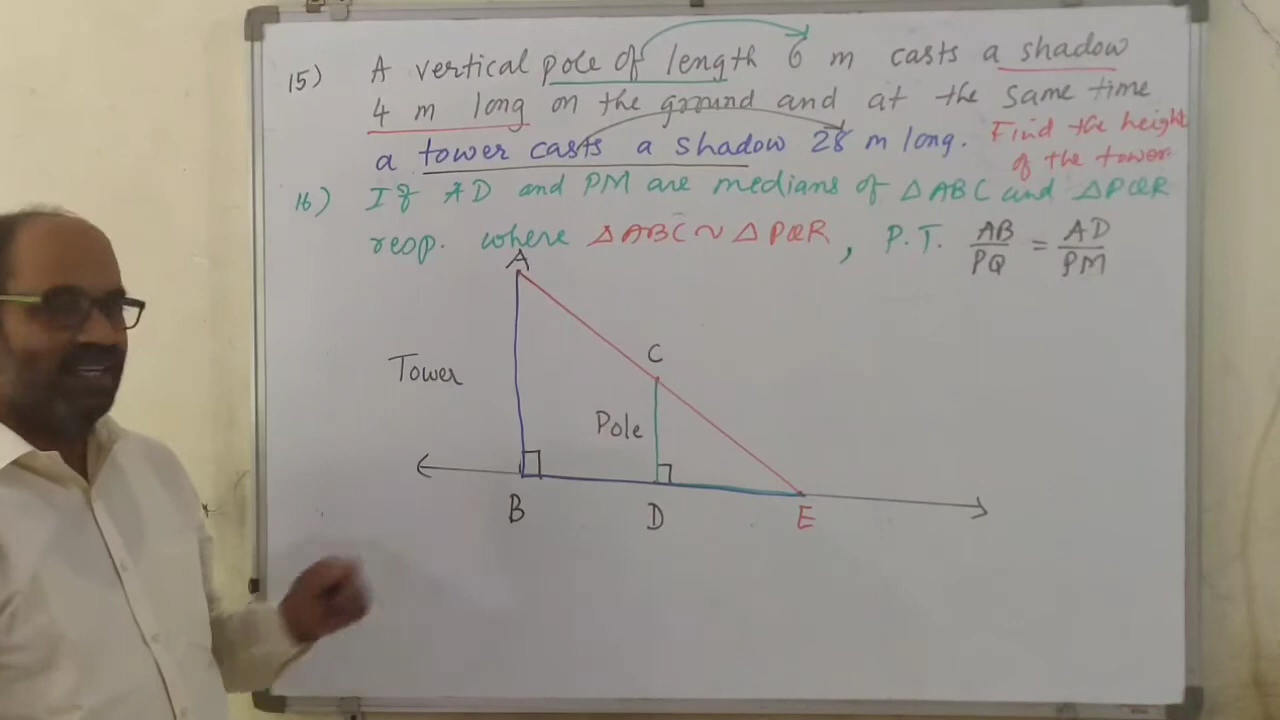 15) A vertical pole of length 6 m casts a shadow
4 m long on the ground and at the same time
a tower casts a shadow 28 m long. Find the height
of the tower.
16) If AD and PM are medians of △ABC and △PQR
resp. where △ABC ~ △PQR, P.T. AB/PQ = AD/PM
A
C
Tower
Pole
B
D
E